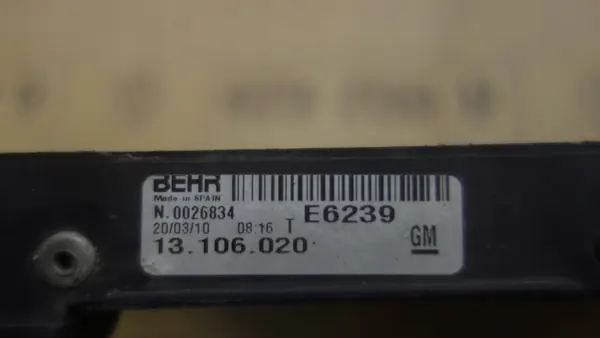 BEHR
Made in SPAIN
N.0026834 E6239
20/03/10 08:16 T
13.106.020 GM